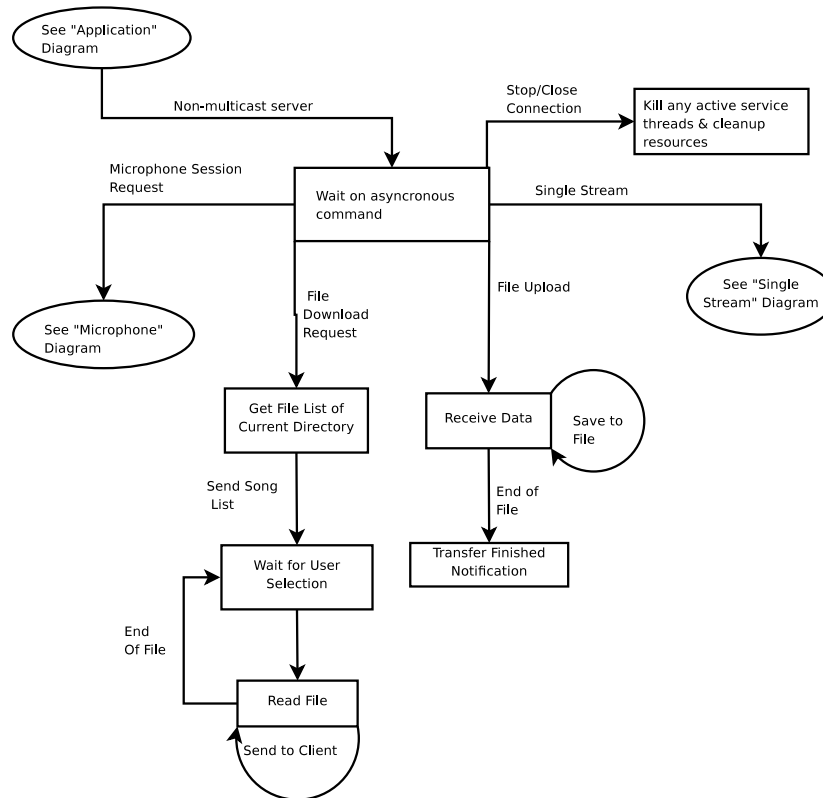 See "Application"
Diagram
Non-multicast server
Stop/Close
Connection
Kill any active service
threads & cleanup
resources
Microphone Session
Request
Wait on asyncronous
command
Single Stream
See "Microphone"
Diagram
File
Download
Request
File Upload
See "Single
Stream" Diagram
Get File List of
Current Directory
Receive Data
Save to
File
Send Song
List
End of
File
Wait for User
Selection
Transfer Finished
Notification
End
Of File
Read File
Send to Client